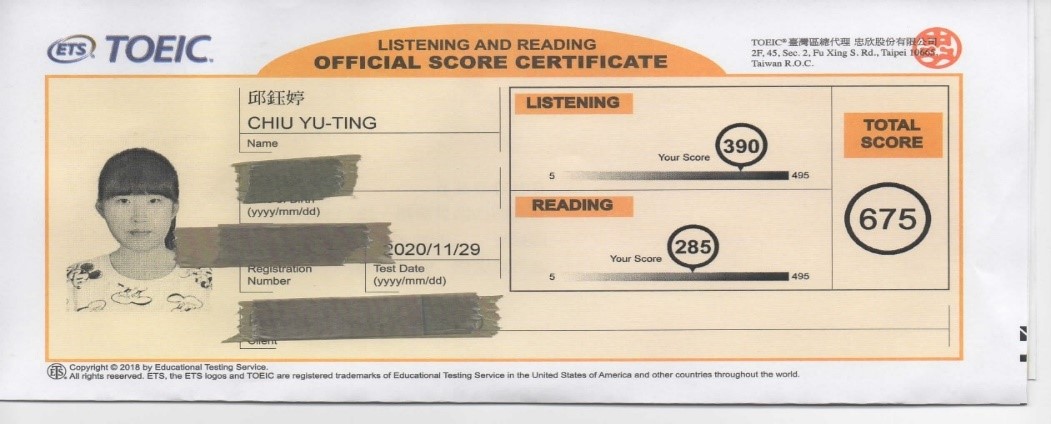 ETS TOEIC®
LISTENING AND READING
OFFICIAL SCORE CERTIFICATE
TOEIC® 臺灣區總代理 忠欣股份有限公司
2F, 45, Sec. 2, Fu Xing S. Rd., Taipei 10665,
Taiwan R.O.C.
邱鈺婷
CHIU YU-TING
Name
(yyyy/mm/dd)
2020/11/29
Registration
Number
Test Date
(yyyy/mm/dd)
Client
LISTENING
Your Score
390
5
495
READING
Your Score
285
5
495
TOTAL
SCORE
675
Copyright © 2018 by Educational Testing Service.
All rights reserved. ETS, the ETS logos and TOEIC are registered trademarks of Educational Testing Service in the United States of America and other countries throughout the world.